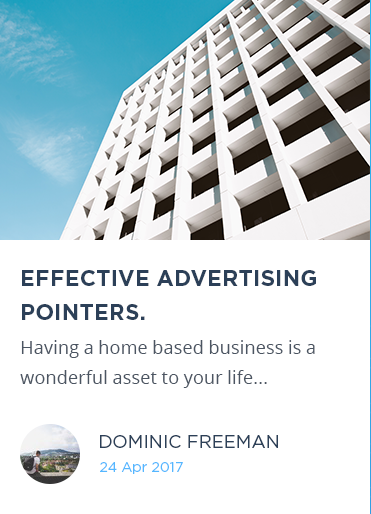 EFFECTIVE ADVERTISING
POINTERS.
Having a home based business is a
wonderful asset to your life...
DOMINIC FREEMAN
24 Apr 2017